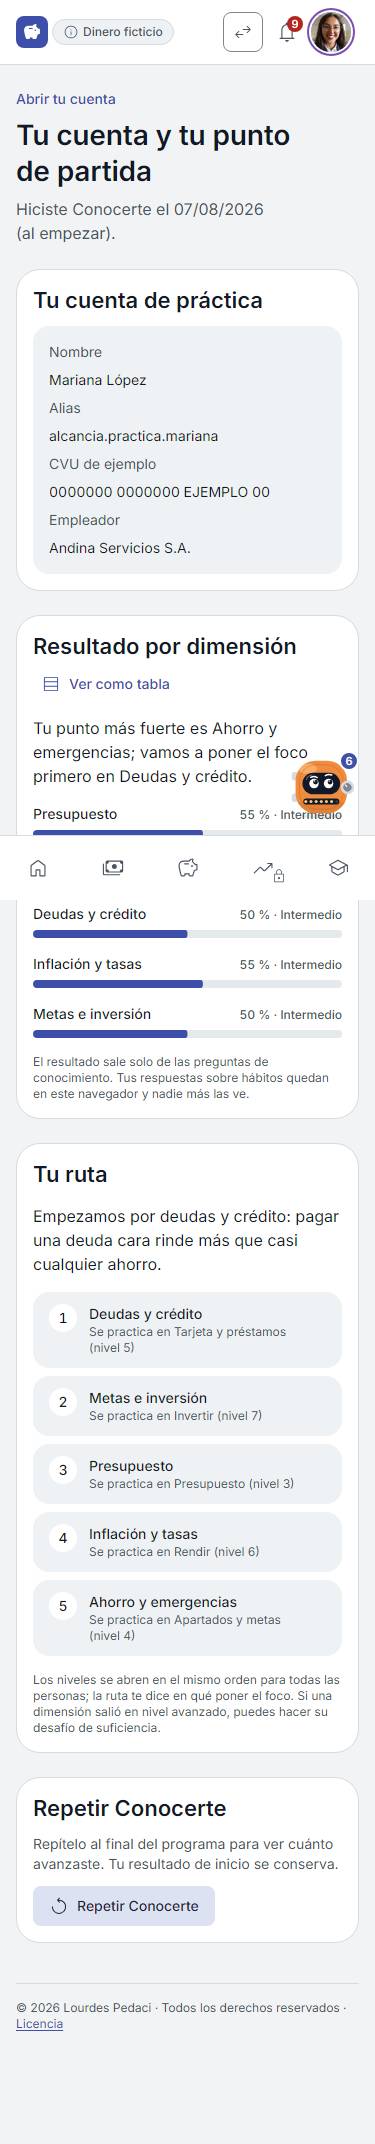 Dinero ficticio
9
Abrir tu cuenta
Tu cuenta y tu punto
de partida
Hiciste Conocerte el 07/08/2026
(al empezar).
Tu cuenta de práctica
Nombre
Mariana López
Alias
alcancia.practica.mariana
CVU de ejemplo
0000000 0000000 EJEMPLO 00
Empleador
Andina Servicios S.A.
Resultado por dimensión
Ver como tabla
Tu punto más fuerte es Ahorro y
emergencias; vamos a poner el foco
primero en Deudas y crédito.
6
Presupuesto 55 % · Intermedio
Deudas y crédito 50 % · Intermedio
Inflación y tasas 55 % · Intermedio
Metas e inversión 50 % · Intermedio
El resultado sale solo de las preguntas de
conocimiento. Tus respuestas sobre hábitos quedan
en este navegador y nadie más las ve.
Tu ruta
Empezamos por deudas y crédito: pagar
una deuda cara rinde más que casi
cualquier ahorro.
1 Deudas y crédito
Se practica en Tarjeta y préstamos
(nivel 5)
2 Metas e inversión
Se practica en Invertir (nivel 7)
3 Presupuesto
Se practica en Presupuesto (nivel 3)
4 Inflación y tasas
Se practica en Rendir (nivel 6)
5 Ahorro y emergencias
Se practica en Apartados y metas
(nivel 4)
Los niveles se abren en el mismo orden para todas las
personas; la ruta te dice en qué poner el foco. Si una
dimensión salió en nivel avanzado, puedes hacer su
desafío de suficiencia.
Repetir Conocerte
Repítelo al final del programa para ver cuánto
avanzaste. Tu resultado de inicio se conserva.
Repetir Conocerte
© 2026 Lourdes Pedaci · Todos los derechos reservados ·
Licencia